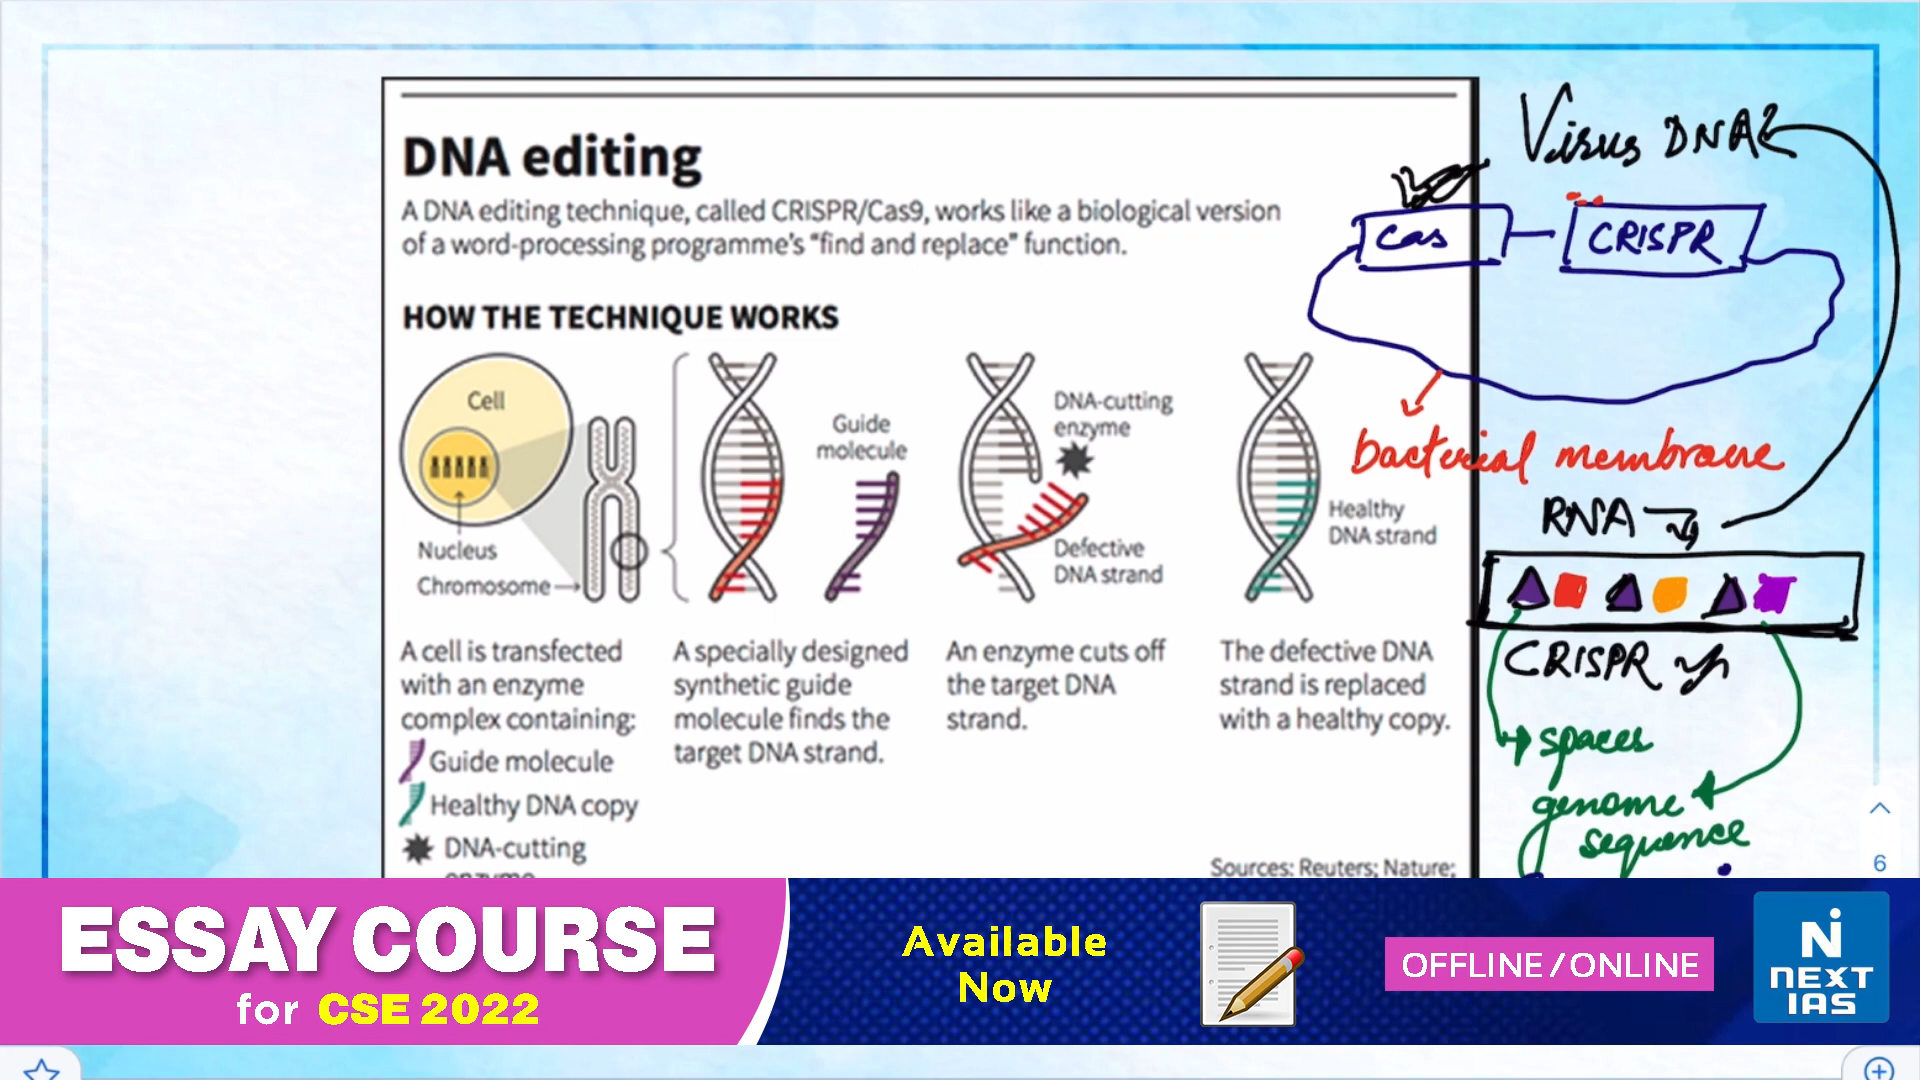 DNA editing
A DNA editing technique, called CRISPR/Cas9, works like a biological version
of a word-processing programme's “find and replace” function.
HOW THE TECHNIQUE WORKS
Cell
Nucleus
Chromosome
Guide
molecule
DNA-cutting
enzyme
Defective
DNA strand
Healthy
DNA strand
A cell is transfected
with an enzyme
complex containing:
Guide molecule
Healthy DNA copy
DNA-cutting
enzyme
A specially designed
synthetic guide
molecule finds the
target DNA strand.
An enzyme cuts off
the target DNA
strand.
The defective DNA
strand is replaced
with a healthy copy.
Sources: Reuters; Nature;
Virus DNA
Cas
CRISPR
bacterial membrane
RNA
CRISPR
spaces
genome
sequence
6
ESSAY COURSE
for CSE 2022
Available
Now
OFFLINE/ONLINE
N
NEXT
IAS